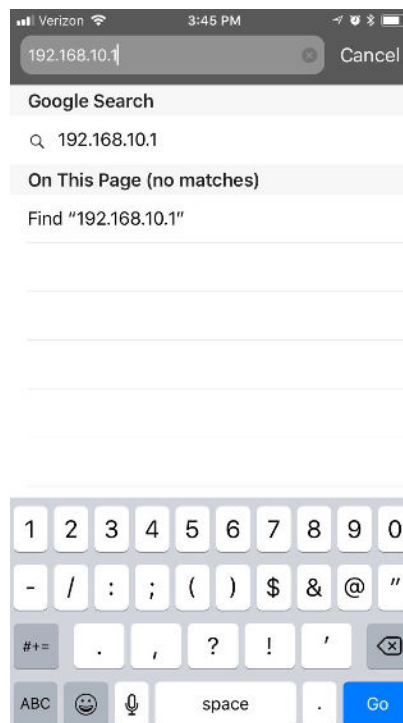 Verizon 3:45 PM
192.168.10.1 Cancel
Google Search
192.168.10.1
On This Page (no matches)
Find “192.168.10.1”
1 2 3 4 5 6 7 8 9 0
- / : ; ( ) $ & @ "
#+= . , ? ! ’
ABC space . Go